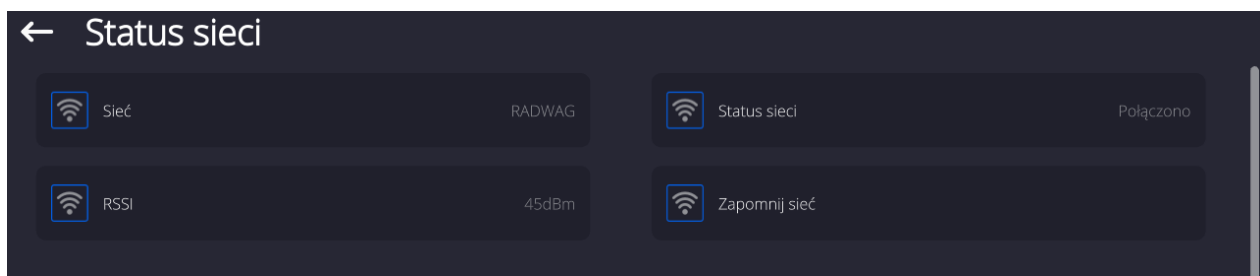 Status sieci
Sieć RADWAG
Status sieci Połączono
RSSI 45dBm
Zapomnij sieć